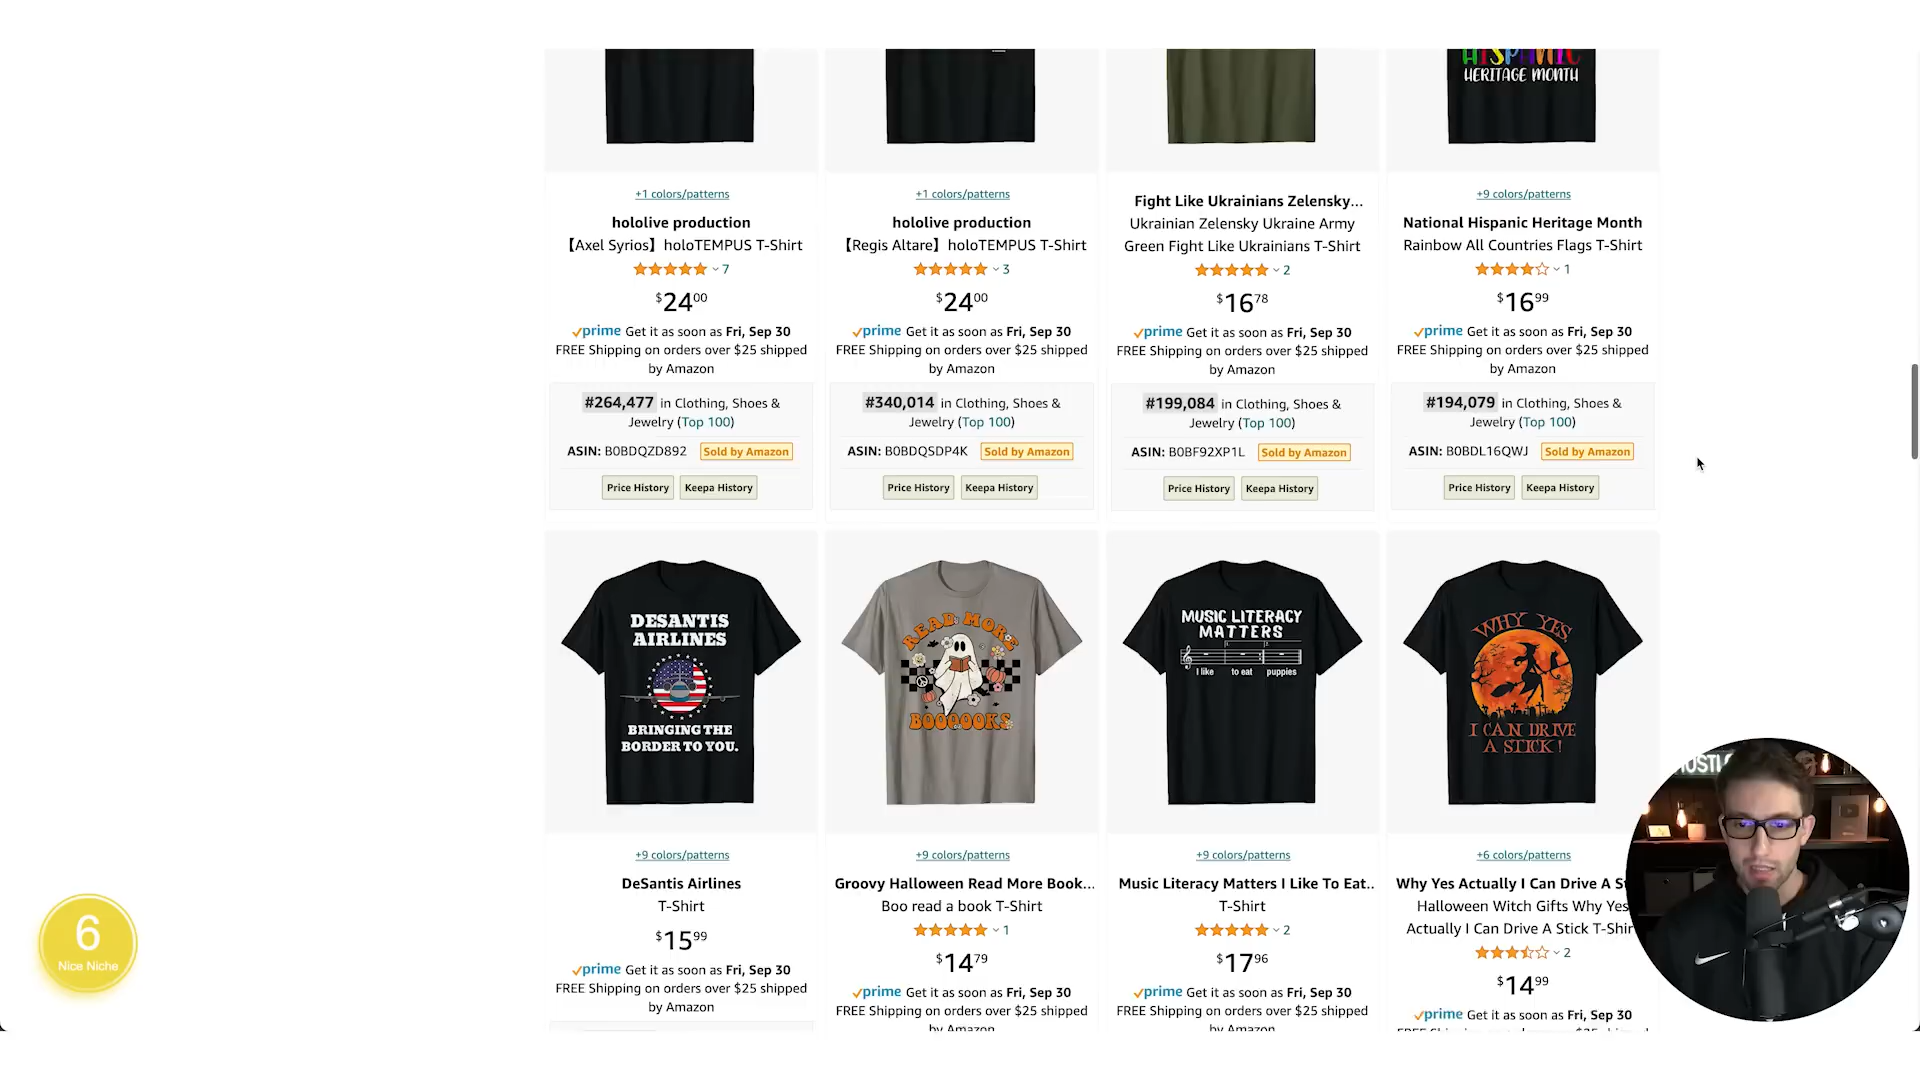 HISPANIC
HERITAGE MONTH
+1 colors/patterns
hololive production
【Axel Syrios】holoTEMPUS T-Shirt
7
$2400
prime Get it as soon as Fri, Sep 30
FREE Shipping on orders over $25 shipped
by Amazon
#264,477 in Clothing, Shoes &
Jewelry (Top 100)
ASIN: B0BDQZD892 Sold by Amazon
Price History Keepa History
+1 colors/patterns
hololive production
【Regis Altare】holoTEMPUS T-Shirt
3
$2400
prime Get it as soon as Fri, Sep 30
FREE Shipping on orders over $25 shipped
by Amazon
#340,014 in Clothing, Shoes &
Jewelry (Top 100)
ASIN: B0BDQSDP4K Sold by Amazon
Price History Keepa History
Fight Like Ukrainians Zelensky...
Ukrainian Zelensky Ukraine Army
Green Fight Like Ukrainians T-Shirt
2
$1678
prime Get it as soon as Fri, Sep 30
FREE Shipping on orders over $25 shipped
by Amazon
#199,084 in Clothing, Shoes &
Jewelry (Top 100)
ASIN: B0BF92XP1L Sold by Amazon
Price History Keepa History
+9 colors/patterns
National Hispanic Heritage Month
Rainbow All Countries Flags T-Shirt
1
$1699
prime Get it as soon as Fri, Sep 30
FREE Shipping on orders over $25 shipped
by Amazon
#194,079 in Clothing, Shoes &
Jewelry (Top 100)
ASIN: B0BDL16QWJ Sold by Amazon
Price History Keepa History
DESANTIS
AIRLINES
BRINGING THE
BORDER TO YOU.
+9 colors/patterns
DeSantis Airlines
T-Shirt
$1599
prime Get it as soon as Fri, Sep 30
FREE Shipping on orders over $25 shipped
by Amazon
READ MORE
BOOOOOKS
+9 colors/patterns
Groovy Halloween Read More Book...
Boo read a book T-Shirt
1
$1479
prime Get it as soon as Fri, Sep 30
FREE Shipping on orders over $25 shipped
by Amazon
MUSIC LITERACY
MATTERS
1. 2.
I like to eat puppies
+9 colors/patterns
Music Literacy Matters I Like To Eat..
T-Shirt
2
$1796
prime Get it as soon as Fri, Sep 30
FREE Shipping on orders over $25 shipped
by Amazon
WHY YES,
I CAN DRIVE
A STICK!
+6 colors/patterns
Why Yes Actually I Can Drive A St
Halloween Witch Gifts Why Yes
Actually I Can Drive A Stick T-Shir
2
$1499
prime Get it as soon as Fri, Sep 30
6
Nice Niche